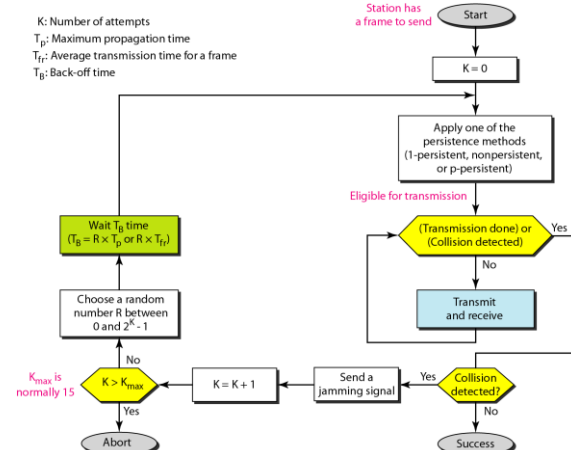 K: Number of attempts
Tp: Maximum propagation time
Tfr: Average transmission time for a frame
TB: Back-off time
Station has
a frame to send
Start
K = 0
Apply one of the
persistence methods
(1-persistent, nonpersistent,
or p-persistent)
Eligible for transmission
Wait TB time
(TB = R × Tp or R × Tfr)
(Transmission done) or
(Collision detected)
Yes
No
Choose a random
number R between
0 and 2^K - 1
Transmit
and receive
No
Kmax is
normally 15
K > Kmax
K = K + 1
Send a
jamming signal
Yes
Collision
detected?
Yes
No
Abort
Success